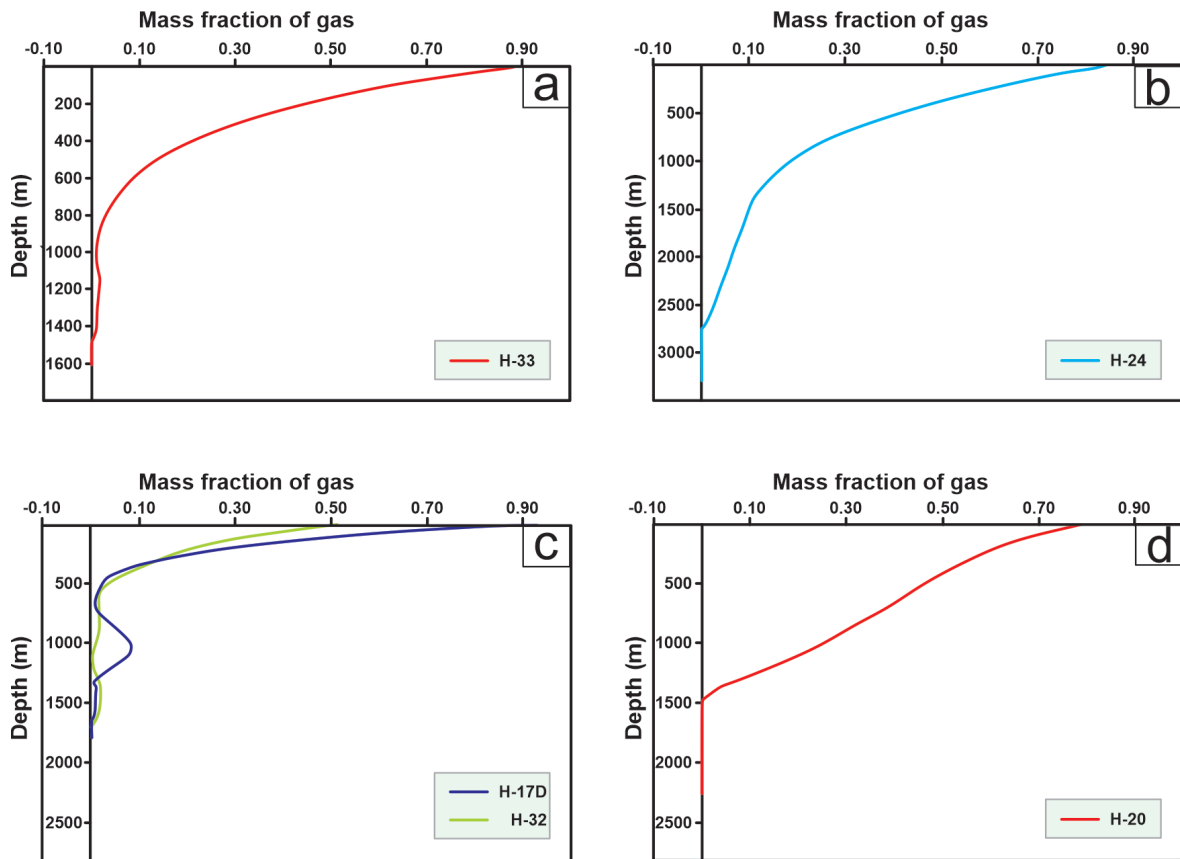 Mass fraction of gas
-0.10 0.10 0.30 0.50 0.70 0.90
a
Depth (m)
200
400
600
800
1000
1200
1400
1600
H-33
Mass fraction of gas
-0.10 0.10 0.30 0.50 0.70 0.90
b
Depth (m)
500
1000
1500
2000
2500
3000
H-24
Mass fraction of gas
-0.10 0.10 0.30 0.50 0.70 0.90
c
Depth (m)
500
1000
1500
2000
2500
H-17D
H-32
Mass fraction of gas
-0.10 0.10 0.30 0.50 0.70 0.90
d
Depth (m)
500
1000
1500
2000
2500
H-20